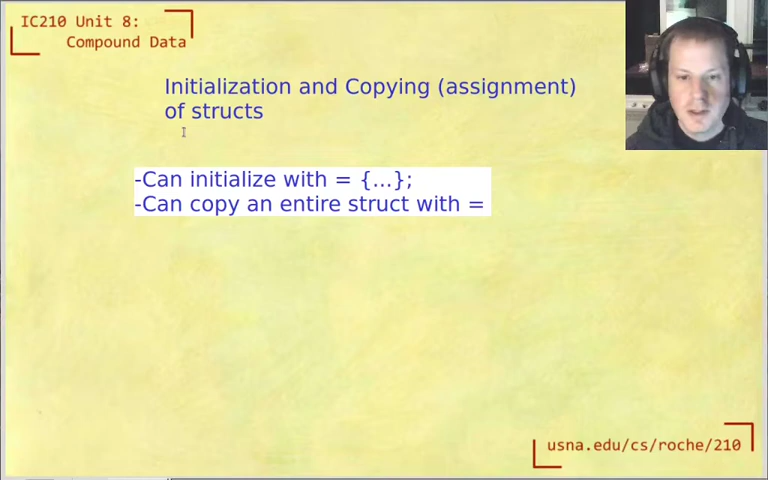 IC210 Unit 8:
Compound Data
Initialization and Copying (assignment)
of structs
-Can initialize with = {...};
-Can copy an entire struct with =
usna.edu/cs/roche/210